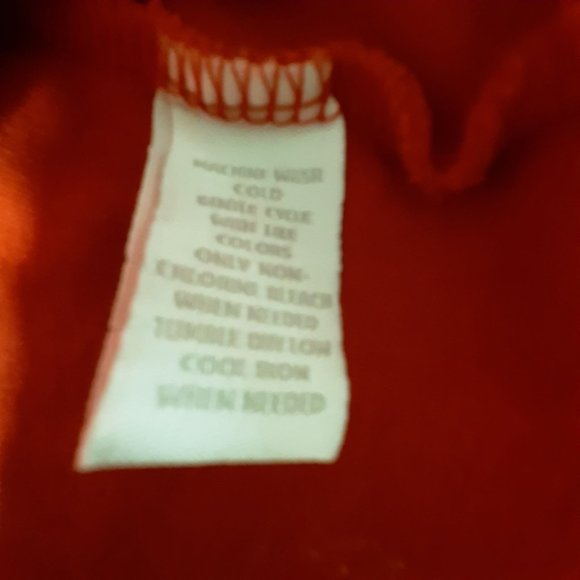 MACHINE WASH
COLD
GENTLE CYCLE
WITH LIKE
COLORS
ONLY NON-
CHLORINE BLEACH
WHEN NEEDED
TUMBLE DRY LOW
COOL IRON
WHEN NEEDED